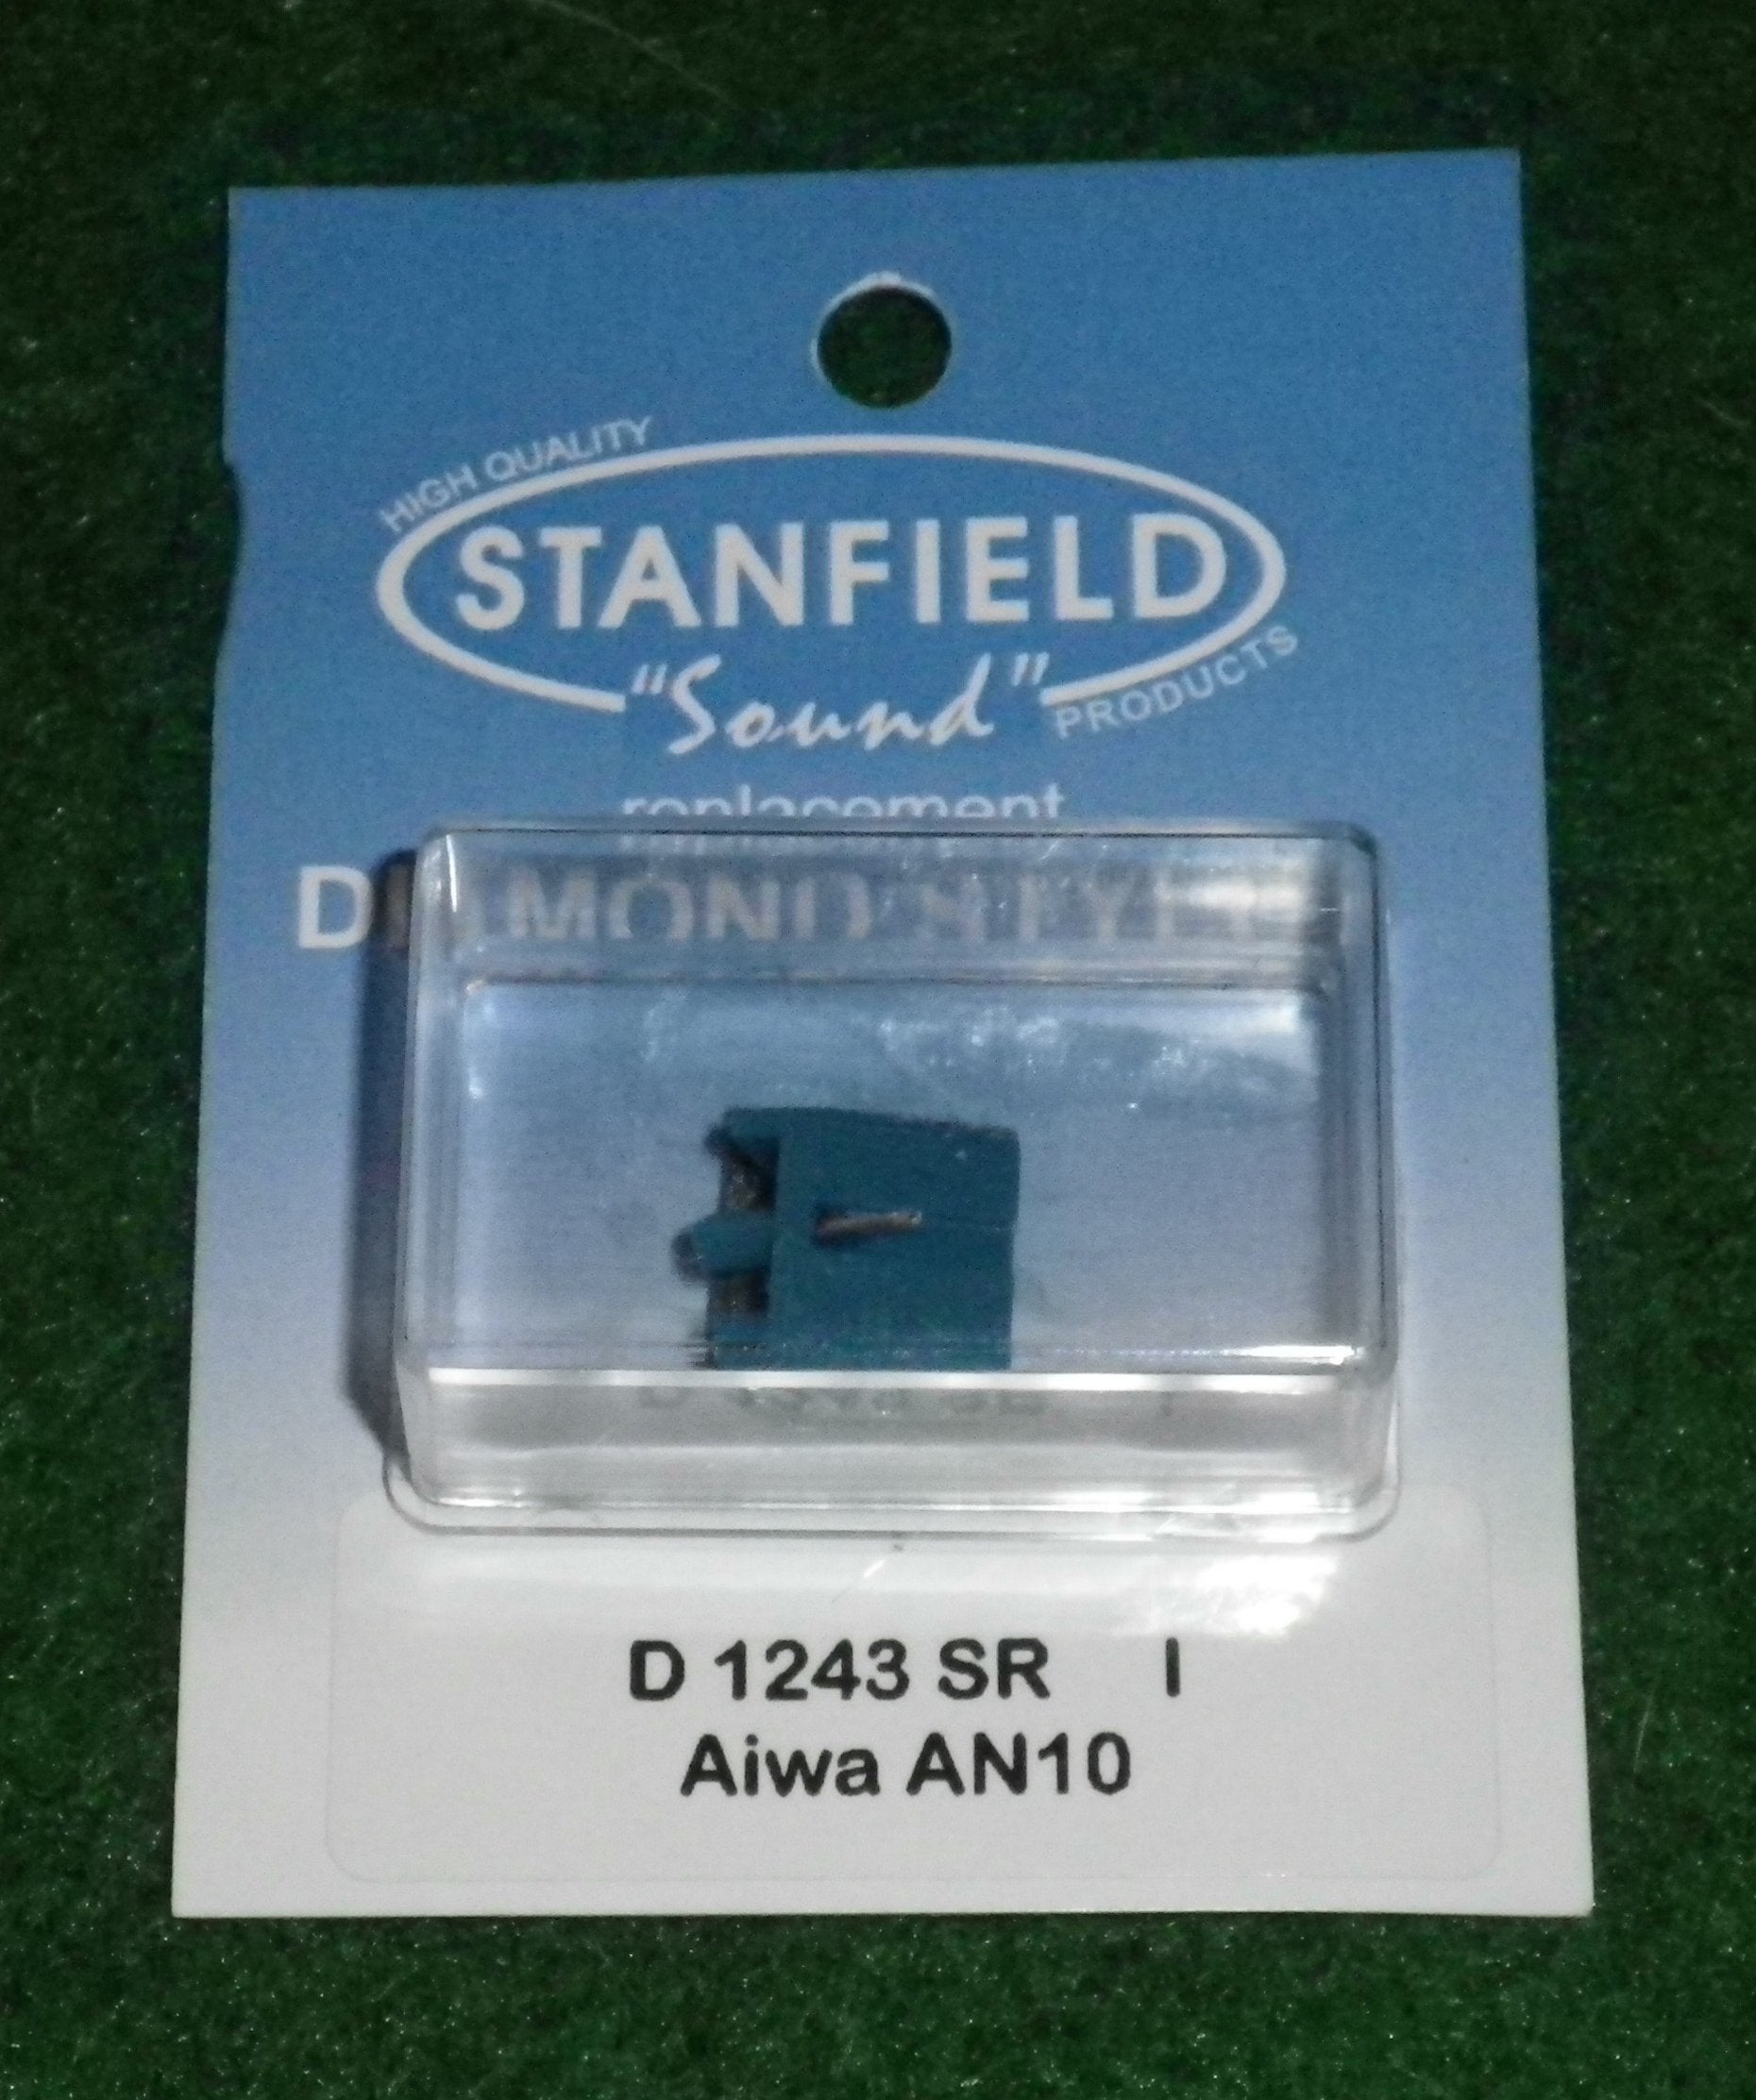 HIGH QUALITY
STANFIELD
"Sound"
PRODUCTS
replacement
DIAMOND STYLUS
D 1243 SR I
Aiwa AN10